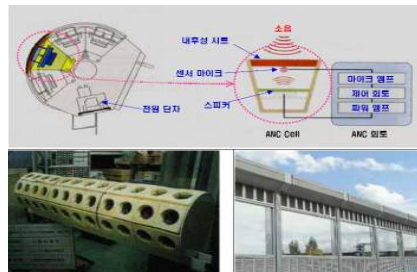 소음
내후성 시트
센서 마이크
스피커
마이크 앰프
제어 회로
파워 앰프
전원 단자
ANC Cell
ANC 회로